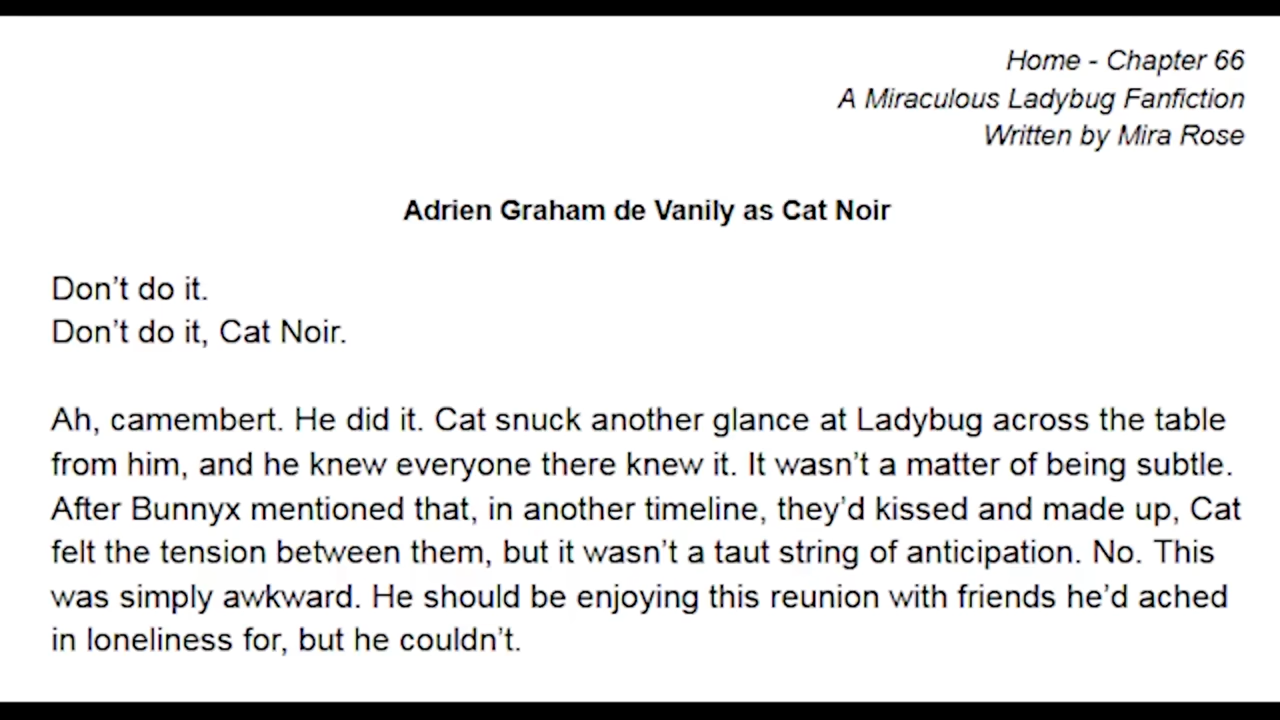 Home - Chapter 66
A Miraculous Ladybug Fanfiction
Written by Mira Rose
Adrien Graham de Vanily as Cat Noir
Don't do it.
Don't do it, Cat Noir.
Ah, camembert. He did it. Cat snuck another glance at Ladybug across the table
from him, and he knew everyone there knew it. It wasn't a matter of being subtle.
After Bunnyx mentioned that, in another timeline, they'd kissed and made up, Cat
felt the tension between them, but it wasn't a taut string of anticipation. No. This
was simply awkward. He should be enjoying this reunion with friends he'd ached
in loneliness for, but he couldn't.